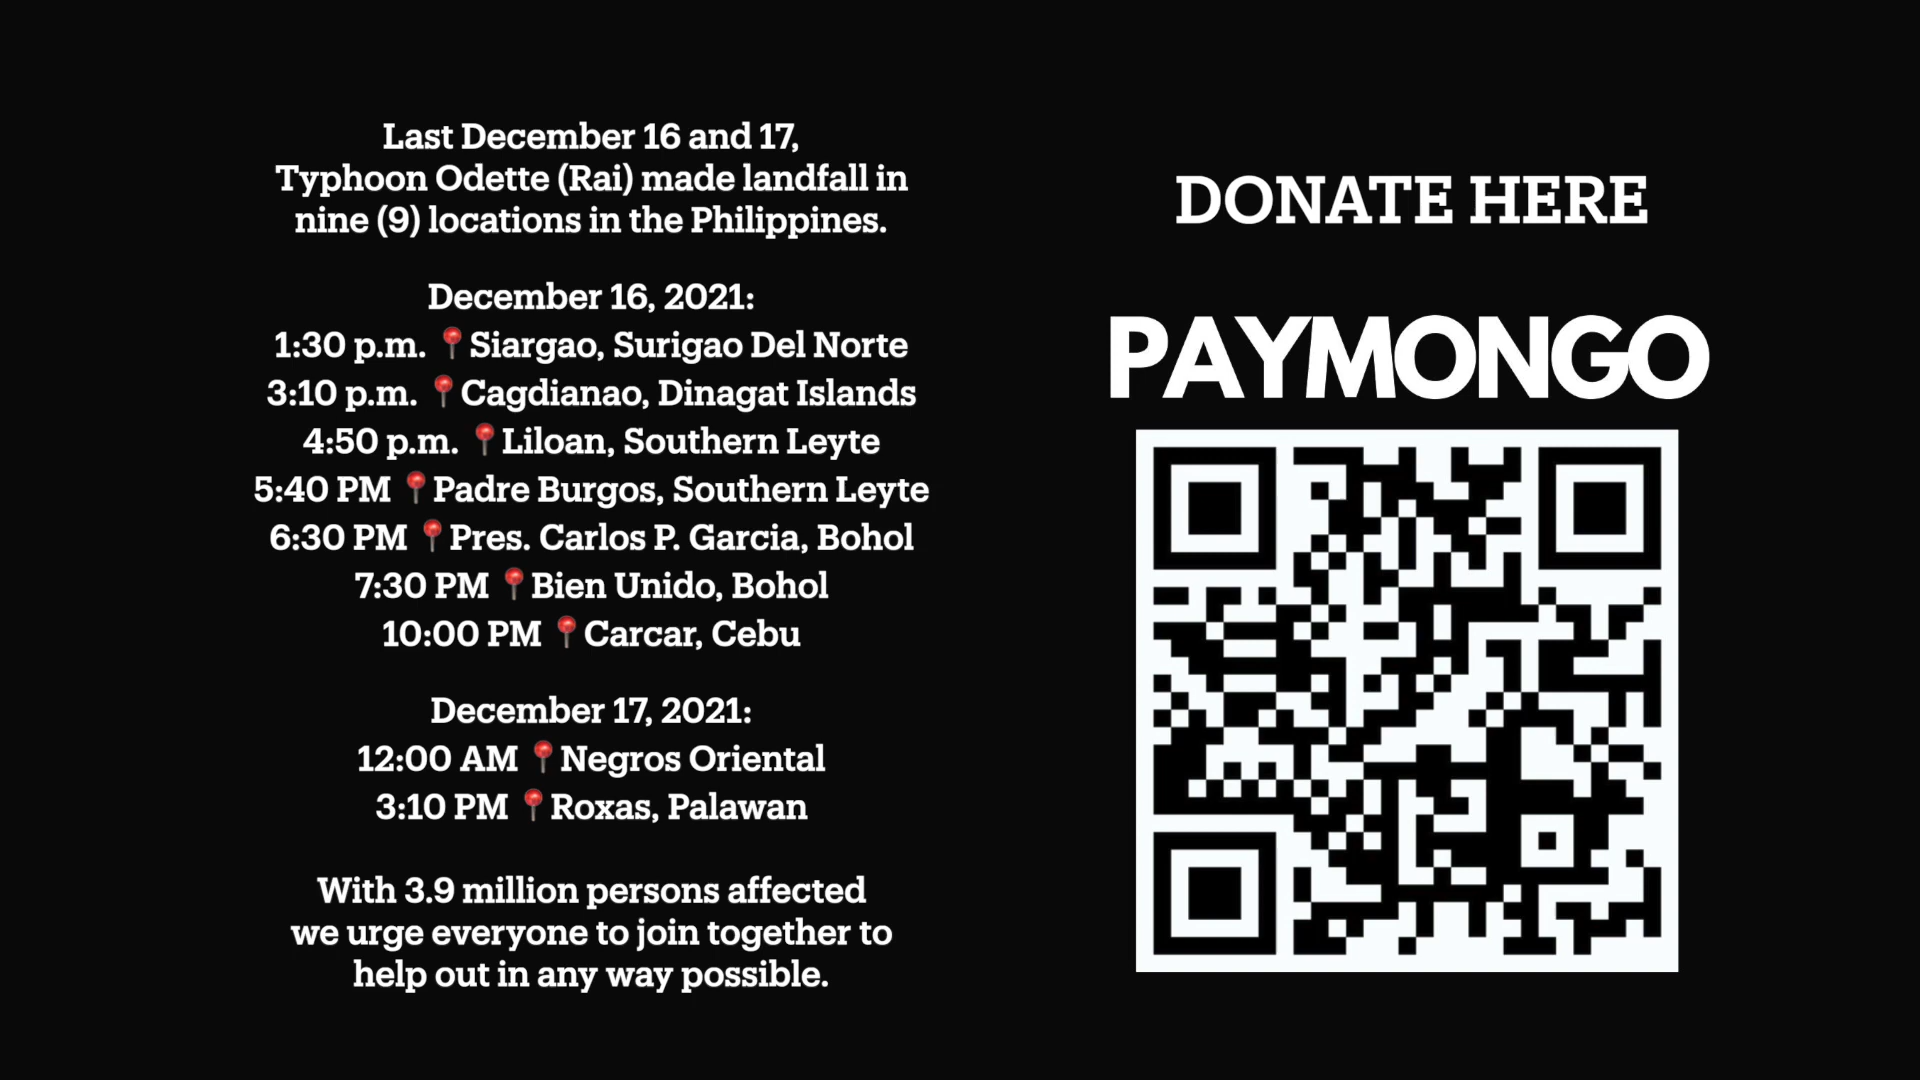 Last December 16 and 17,
Typhoon Odette (Rai) made landfall in
nine (9) locations in the Philippines.
December 16, 2021:
1:30 p.m. 📍Siargao, Surigao Del Norte
3:10 p.m. 📍Cagdianao, Dinagat Islands
4:50 p.m. 📍Liloan, Southern Leyte
5:40 PM 📍Padre Burgos, Southern Leyte
6:30 PM 📍Pres. Carlos P. Garcia, Bohol
7:30 PM 📍Bien Unido, Bohol
10:00 PM 📍Carcar, Cebu
December 17, 2021:
12:00 AM 📍Negros Oriental
3:10 PM 📍Roxas, Palawan
With 3.9 million persons affected
we urge everyone to join together to
help out in any way possible.
DONATE HERE
PAYMONGO